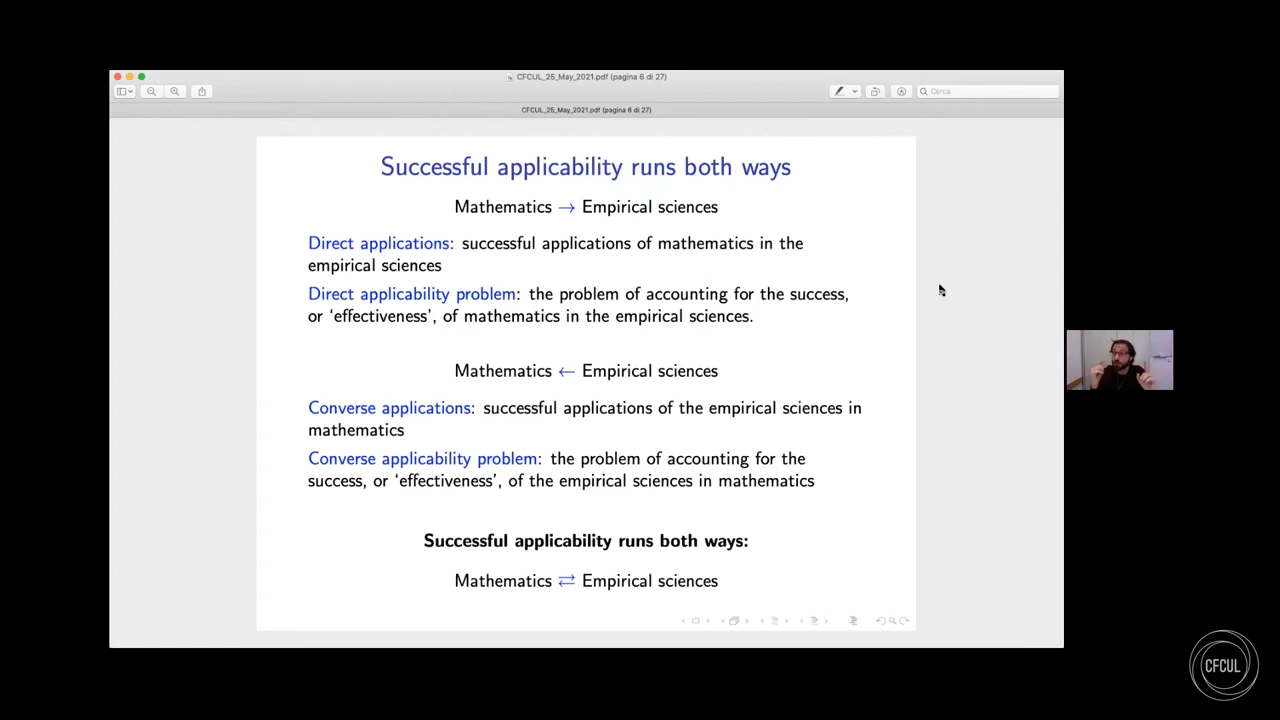 CFCUL_25_May_2021.pdf (pagina 6 di 27)
Cerca
CFCUL_25_May_2021.pdf (pagina 6 di 27)
Successful applicability runs both ways
Mathematics → Empirical sciences
Direct applications: successful applications of mathematics in the
empirical sciences
Direct applicability problem: the problem of accounting for the success,
or ‘effectiveness’, of mathematics in the empirical sciences.
Mathematics ← Empirical sciences
Converse applications: successful applications of the empirical sciences in
mathematics
Converse applicability problem: the problem of accounting for the
success, or ‘effectiveness’, of the empirical sciences in mathematics
Successful applicability runs both ways:
Mathematics ⇄ Empirical sciences
CFCUL